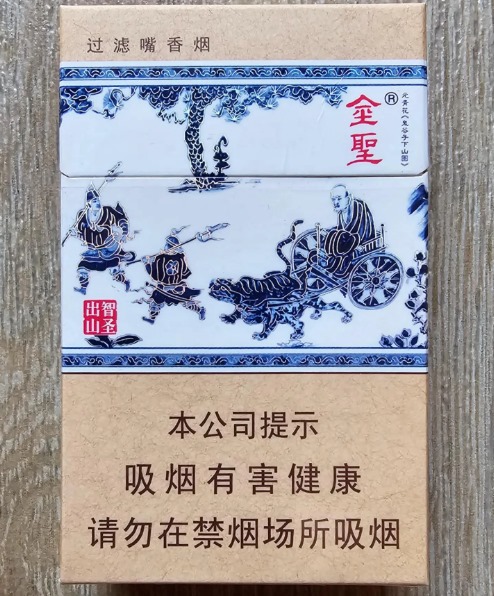 过滤嘴香烟
金聖®
元青花《鬼谷子下山图》
智圣
出山
本公司提示
吸烟有害健康
请勿在禁烟场所吸烟